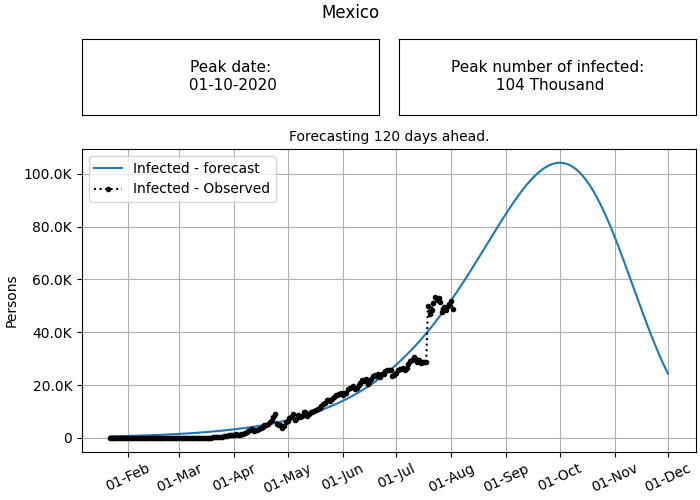 Mexico
Peak date:
01-10-2020
Peak number of infected:
104 Thousand
Forecasting 120 days ahead.
Infected - forecast
Infected - Observed
Persons
100.0K
80.0K
60.0K
40.0K
20.0K
0
01-Feb
01-Mar
01-Apr
01-May
01-Jun
01-Jul
01-Aug
01-Sep
01-Oct
01-Nov
01-Dec